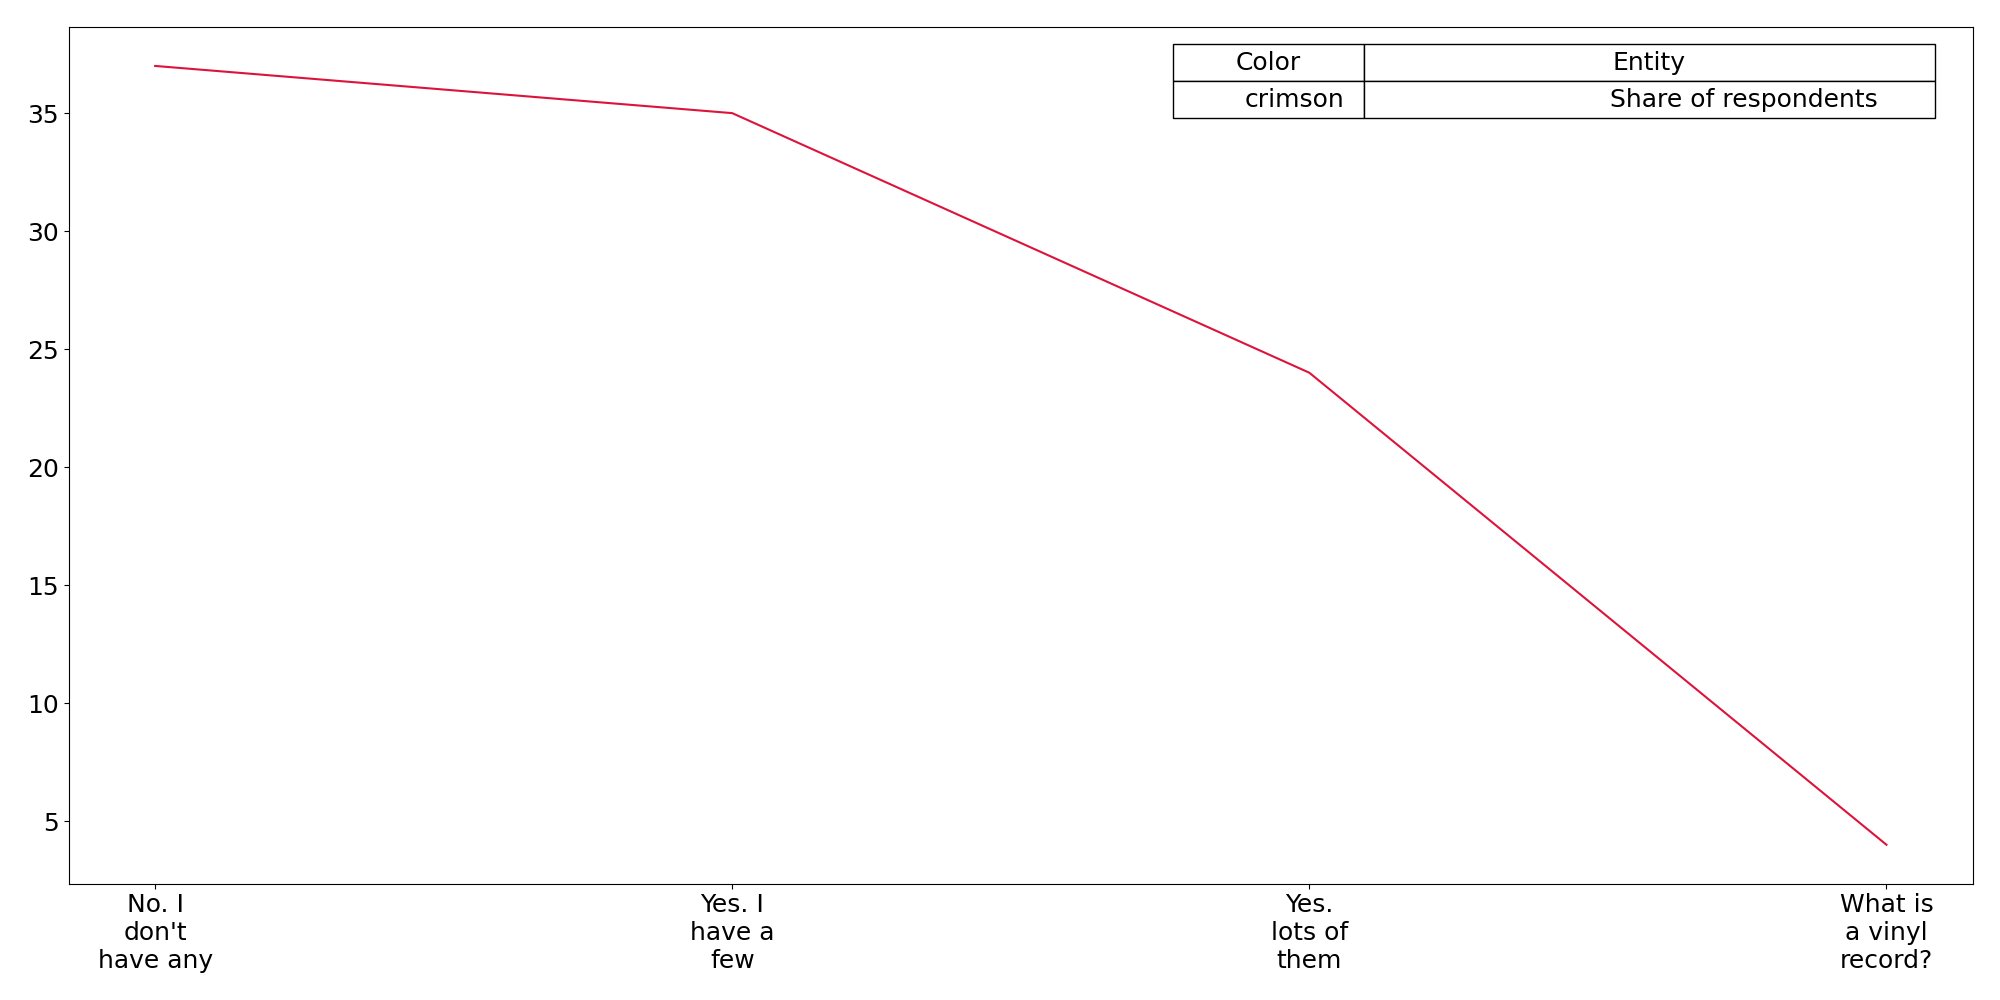 Color Entity
crimson Share of respondents
35
30
25
20
15
10
5
No. I
don't
have any
Yes. I
have a
few
Yes.
lots of
them
What is
a vinyl
record?